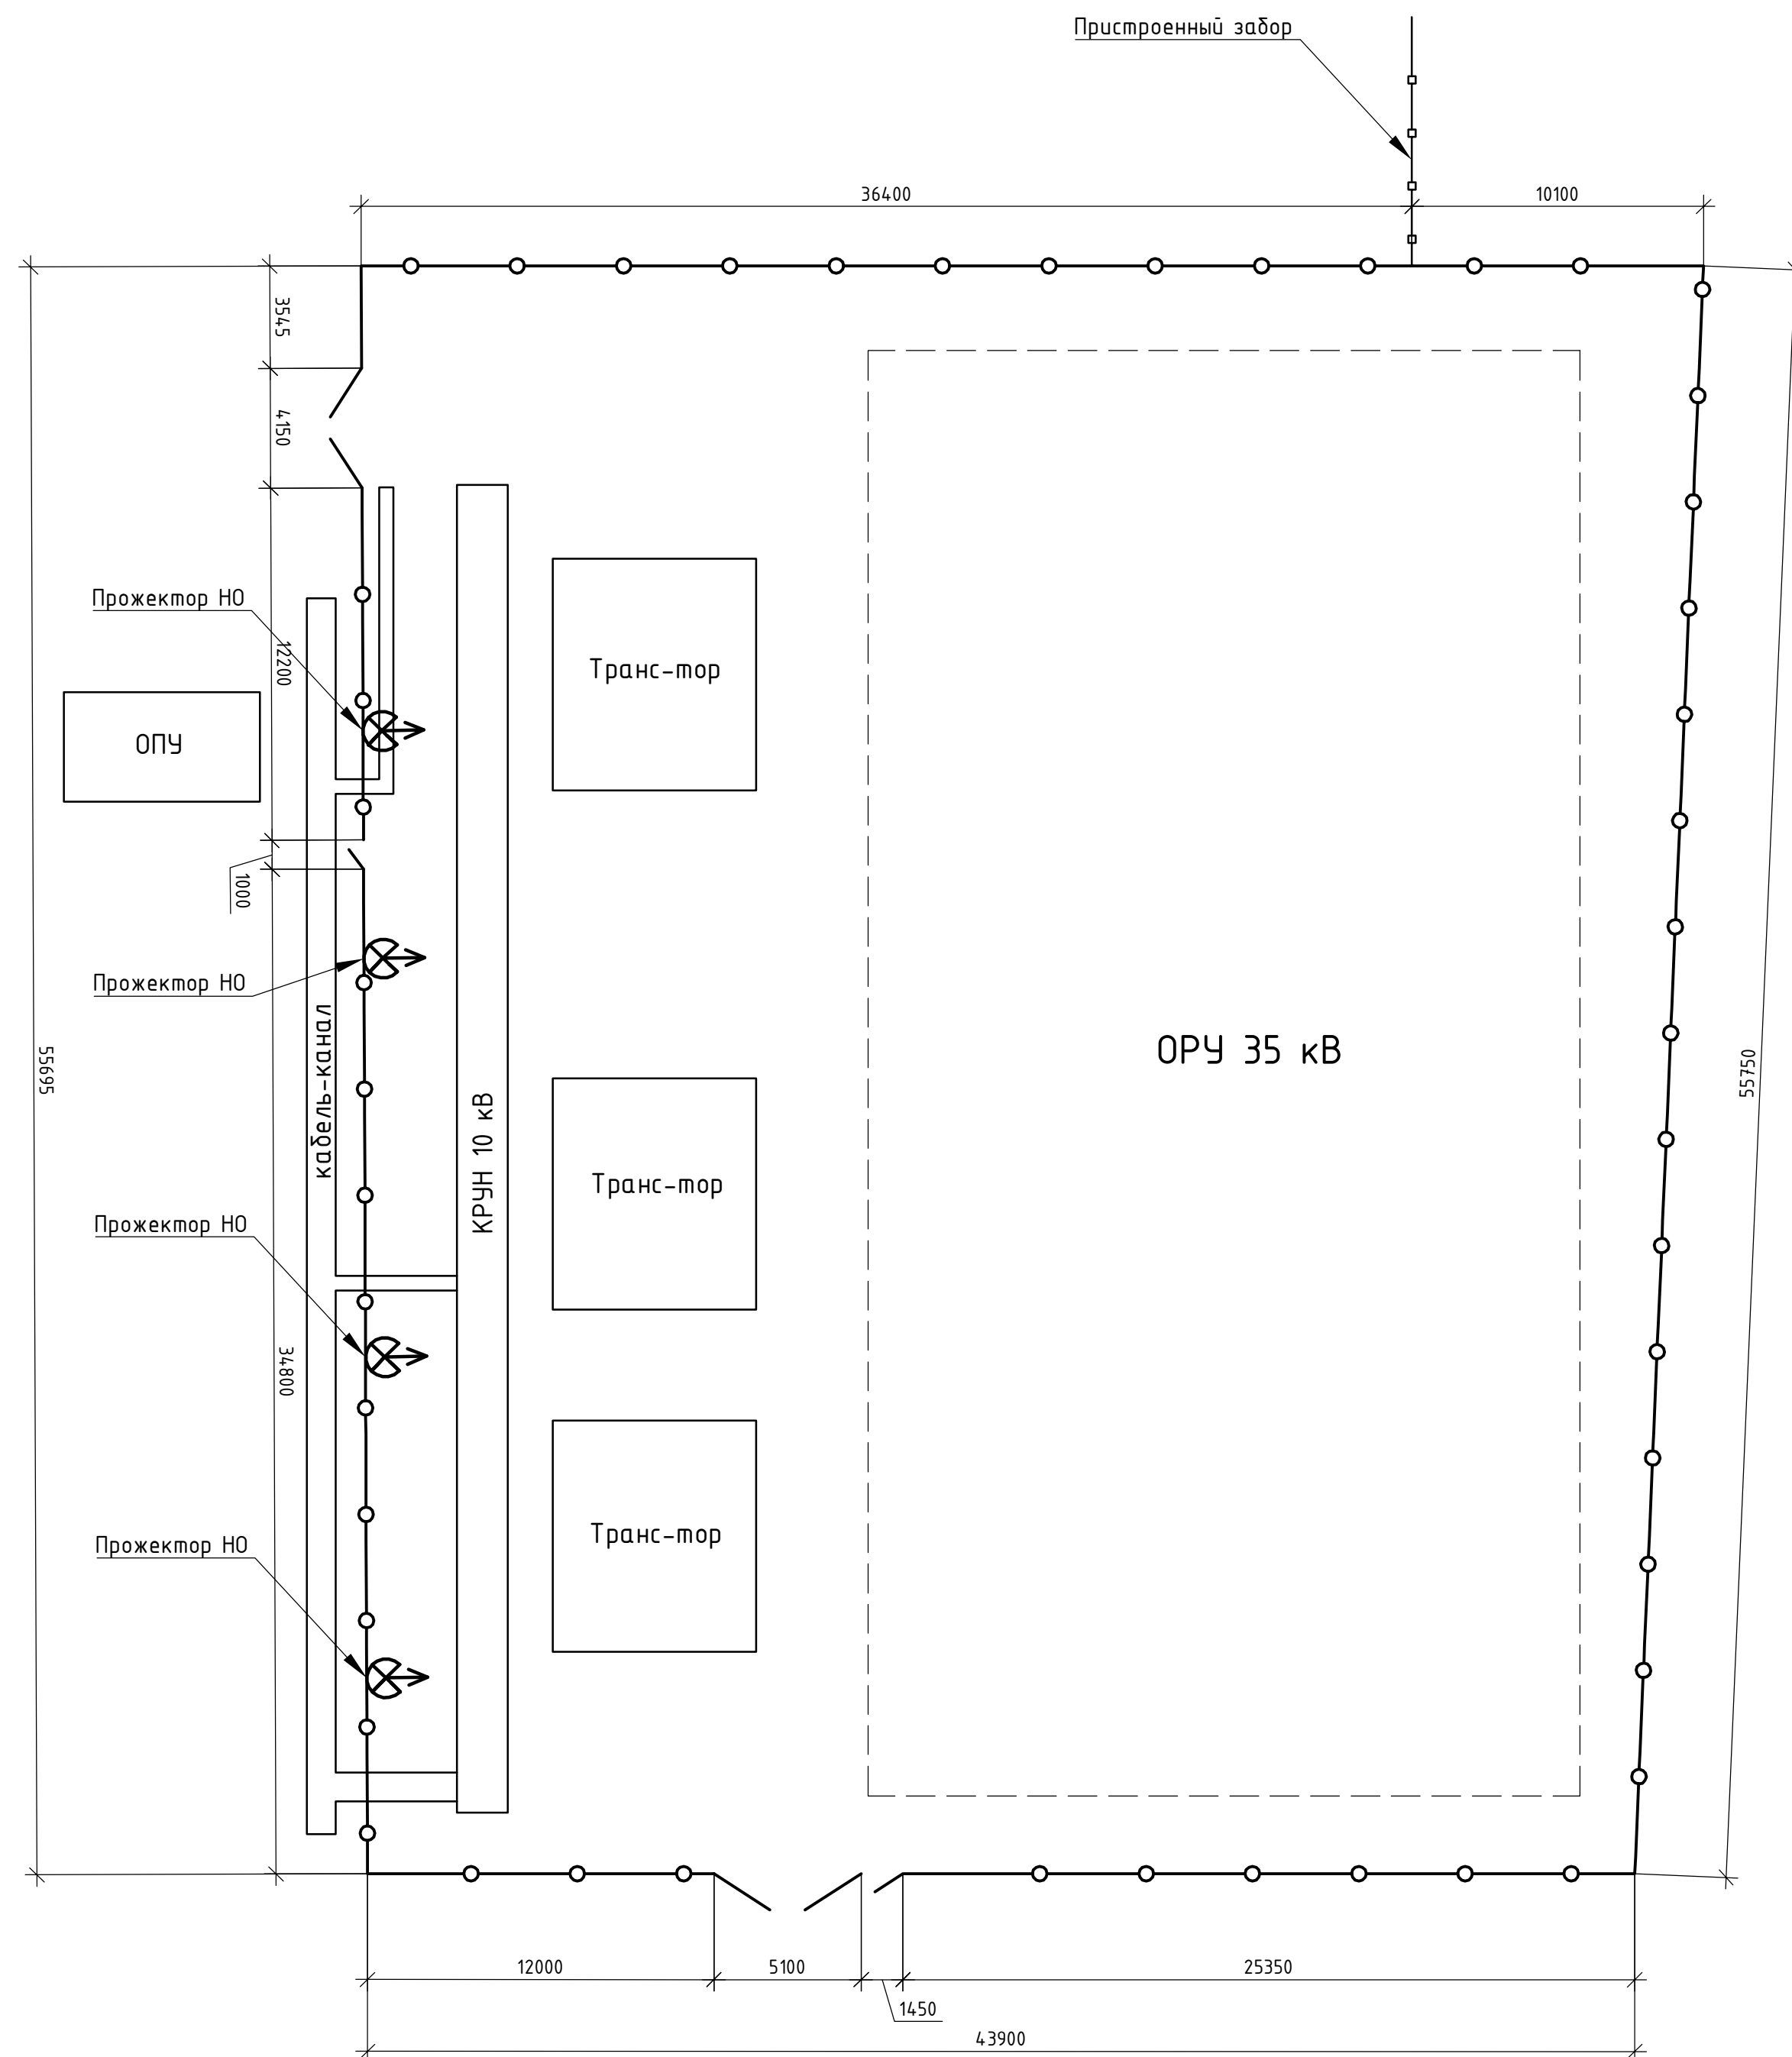 Пристроенный забор
36400
10100
3545
4150
Прожектор НО
12200
Транс-тор
ОПУ
1000
Прожектор НО
кабель-канал
ОРУ 35 кВ
55695
55750
КРУН 10 кВ
Транс-тор
Прожектор НО
34800
Транс-тор
Прожектор НО
12000
5100
25350
1450
43900